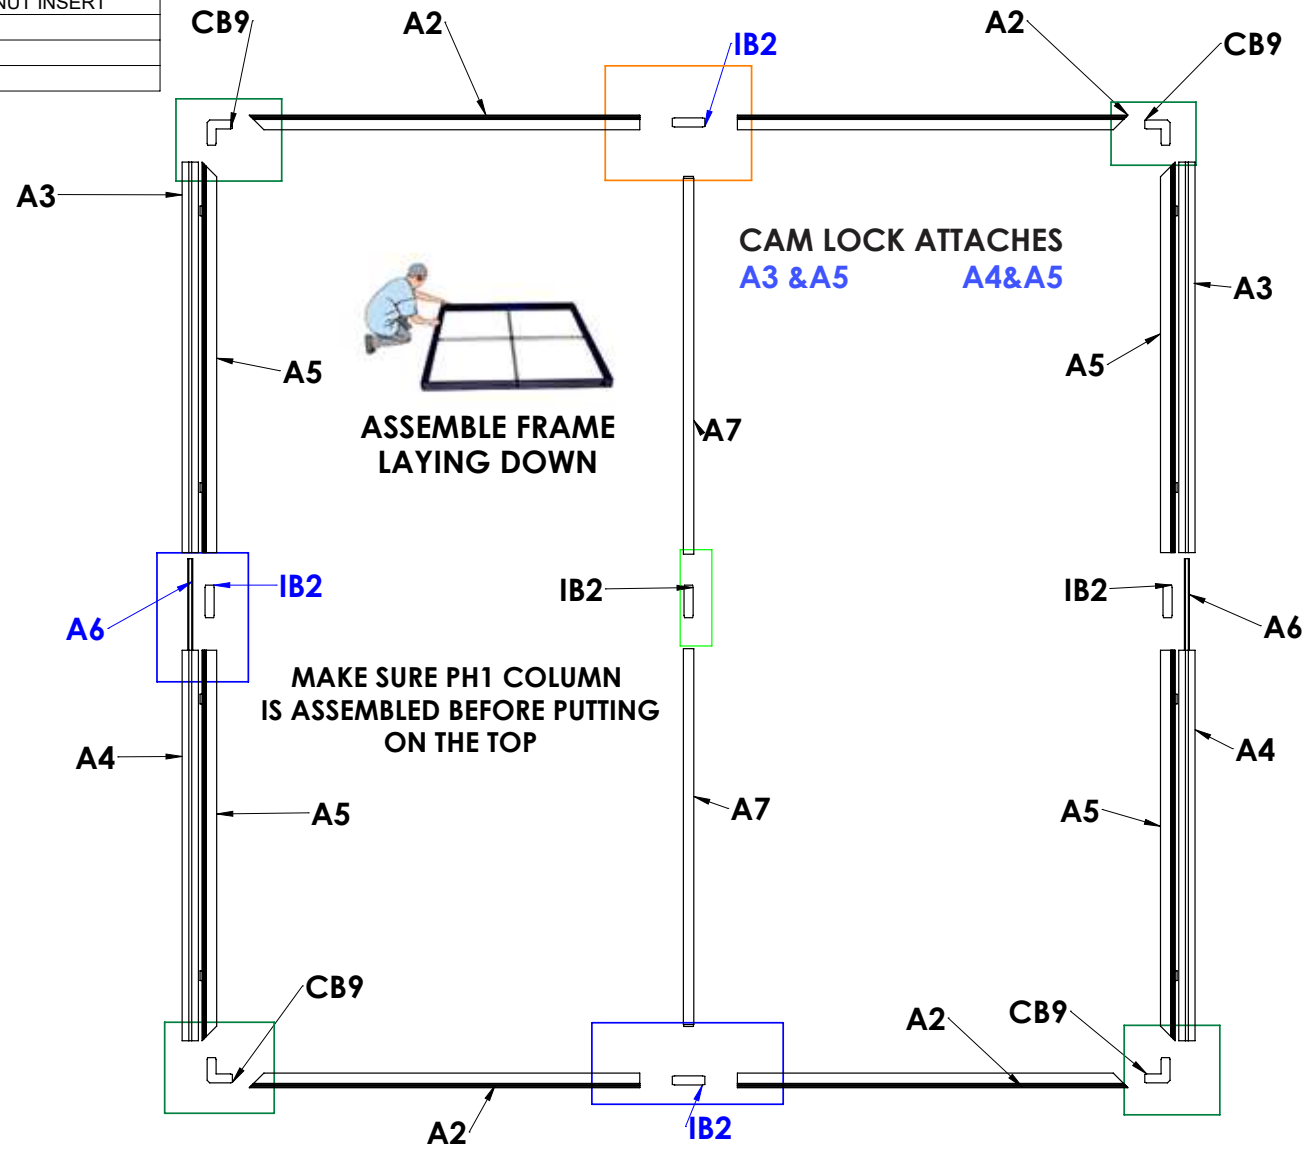 NUT INSERT
CB9
A2
IB2
A2
CB9
A3
CAM LOCK ATTACHES
A3 &A5 A4&A5
A3
A5
A5
ASSEMBLE FRAME
LAYING DOWN
A7
IB2
IB2
IB2
A6
A6
MAKE SURE PH1 COLUMN
IS ASSEMBLED BEFORE PUTTING
ON THE TOP
A4
A4
A5
A7
A5
CB9
A2
CB9
A2
IB2